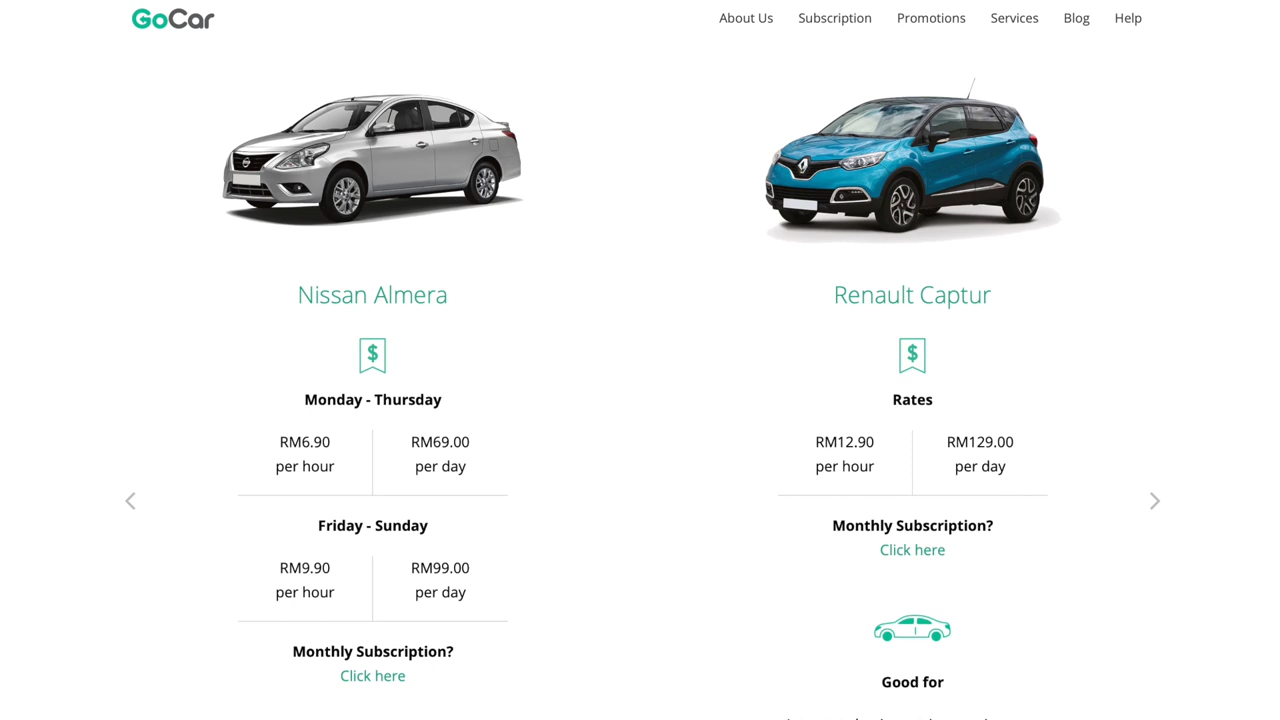 GoCar
About Us Subscription Promotions Services Blog Help
Nissan Almera
$
Monday - Thursday
RM6.90 RM69.00
per hour per day
Friday - Sunday
RM9.90 RM99.00
per hour per day
Monthly Subscription?
Click here
Renault Captur
$
Rates
RM12.90 RM129.00
per hour per day
Monthly Subscription?
Click here
Good for